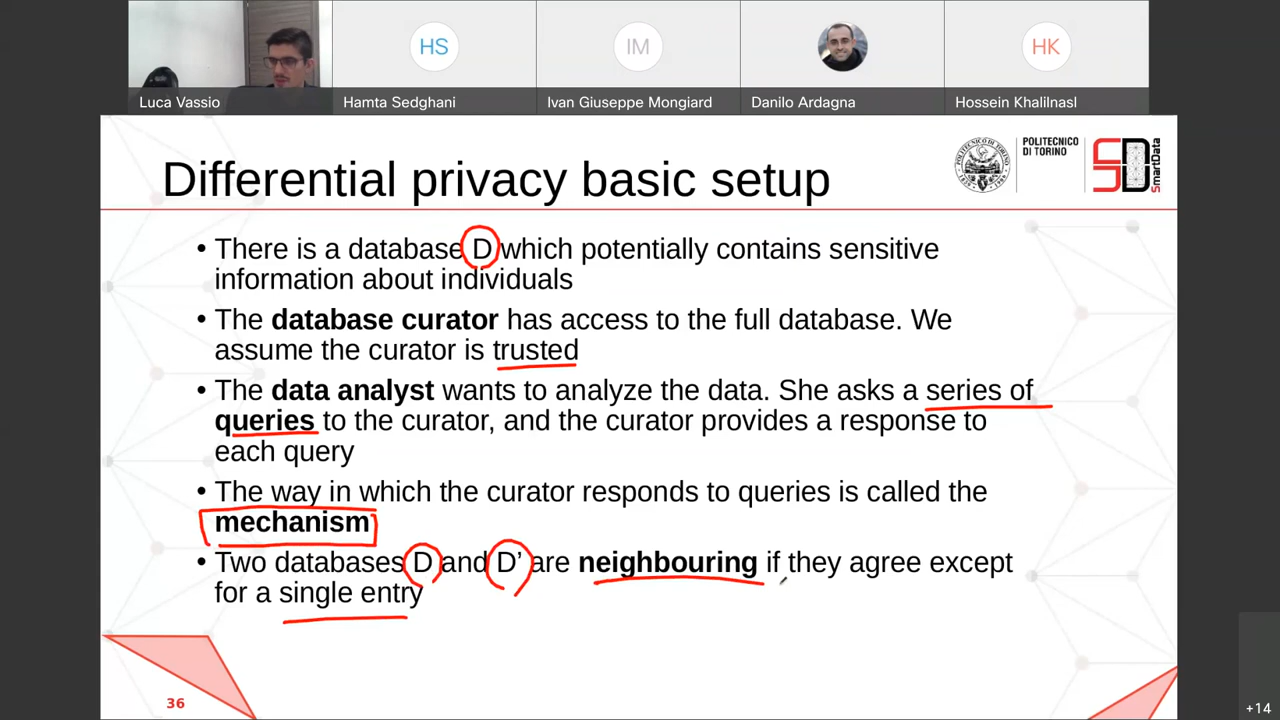 HS
IM
HK
Luca Vassio
Hamta Sedghani
Ivan Giuseppe Mongiard
Danilo Ardagna
Hossein Khalilnasl
Differential privacy basic setup
POLITECNICO
DI TORINO
SmartData
• There is a database D which potentially contains sensitive
information about individuals
• The database curator has access to the full database. We
assume the curator is trusted
• The data analyst wants to analyze the data. She asks a series of
queries to the curator, and the curator provides a response to
each query
• The way in which the curator responds to queries is called the
mechanism
• Two databases D and D' are neighbouring if they agree except
for a single entry
36
+14